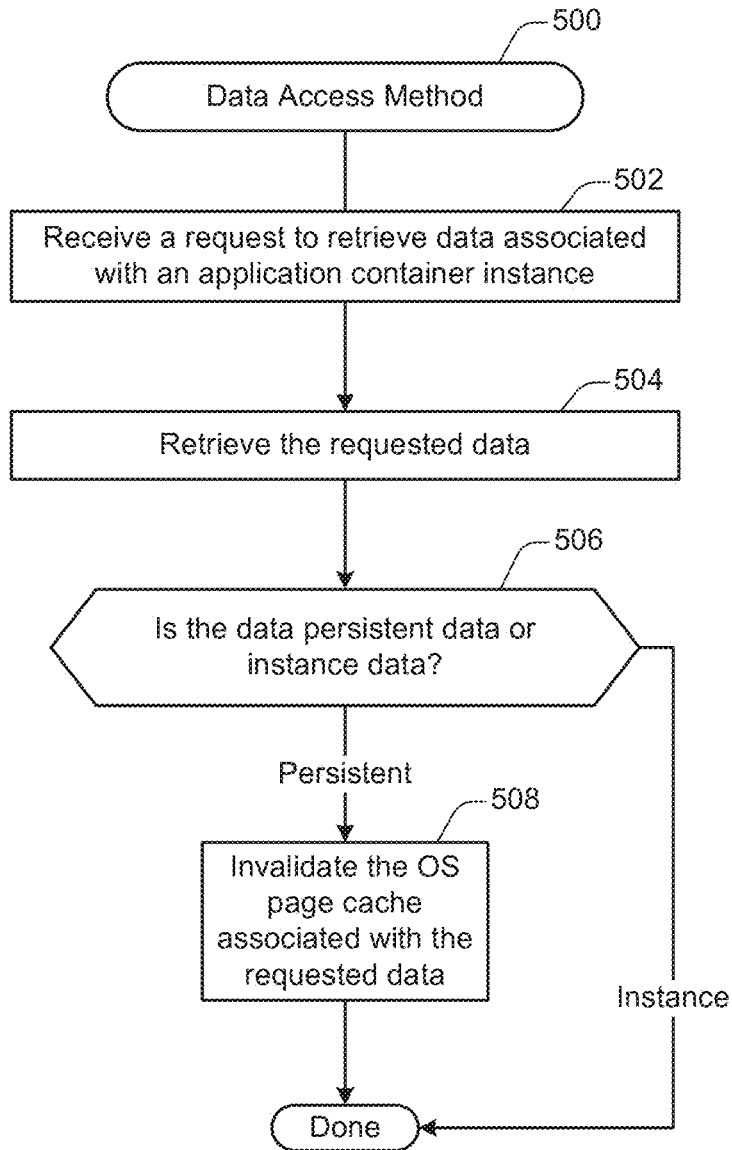 500
Data Access Method
502
Receive a request to retrieve data associated
with an application container instance
504
Retrieve the requested data
506
Is the data persistent data or
instance data?
Persistent
508
Invalidate the OS
page cache
associated with the
requested data
Instance
Done